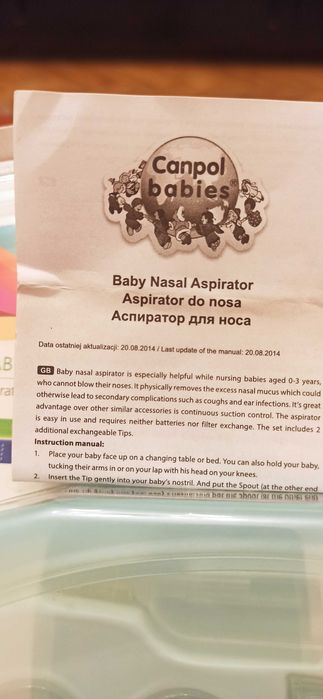 Canpol
babies®
Baby Nasal Aspirator
Aspirator do nosa
Аспиратор для носа
Data ostatniej aktualizacji: 20.08.2014 / Last update of the manual: 20.08.2014
GB Baby nasal aspirator is especially helpful while nursing babies aged 0-3 years,
who cannot blow their noses. It physically removes the excess nasal mucus which could
otherwise lead to secondary complications such as coughs and ear infections. It's great
advantage over other similar accessories is continuous suction control. The aspirator
is easy in use and requires neither batteries nor filter exchange. The set includes 2
additional exchangeable Tips.
Instruction manual:
1. Place your baby face up on a changing table or bed. You can also hold your baby,
tucking their arms in or on your lap with his head on your knees.
2. Insert the Tip gently into your baby's nostril. And put the Spout (at the other end